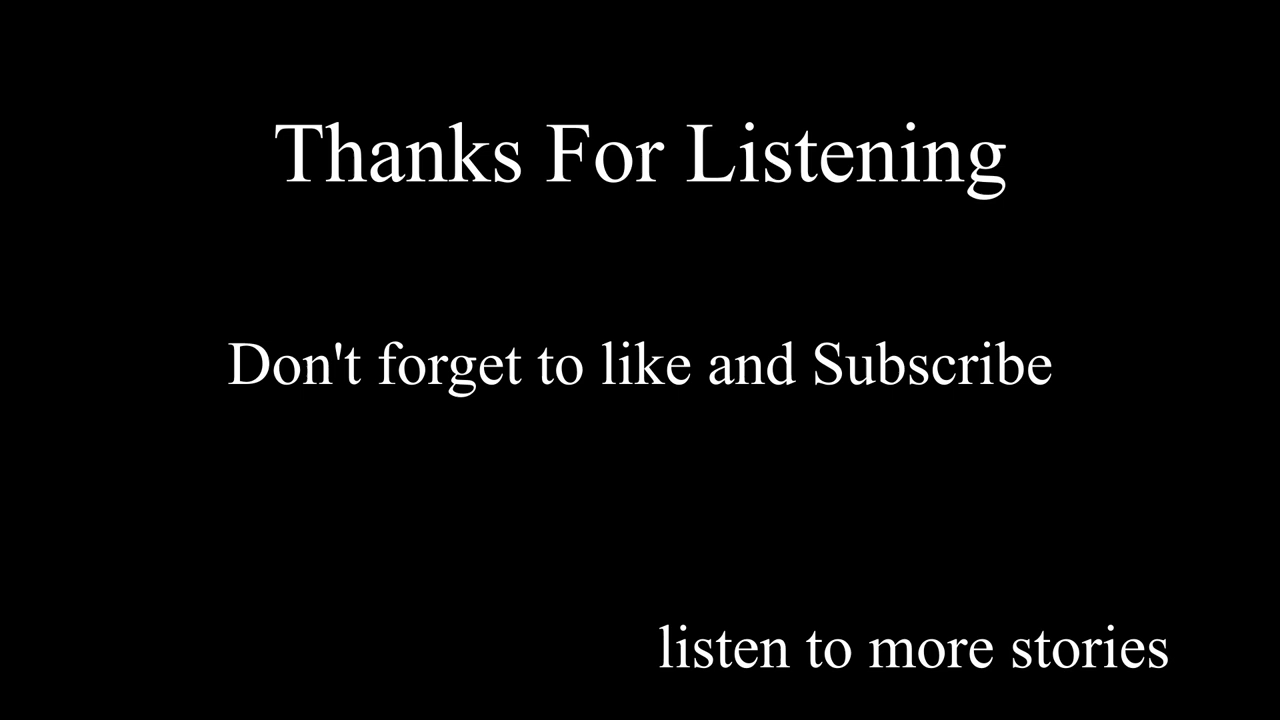 Thanks For Listening
Don't forget to like and Subscribe
listen to more stories